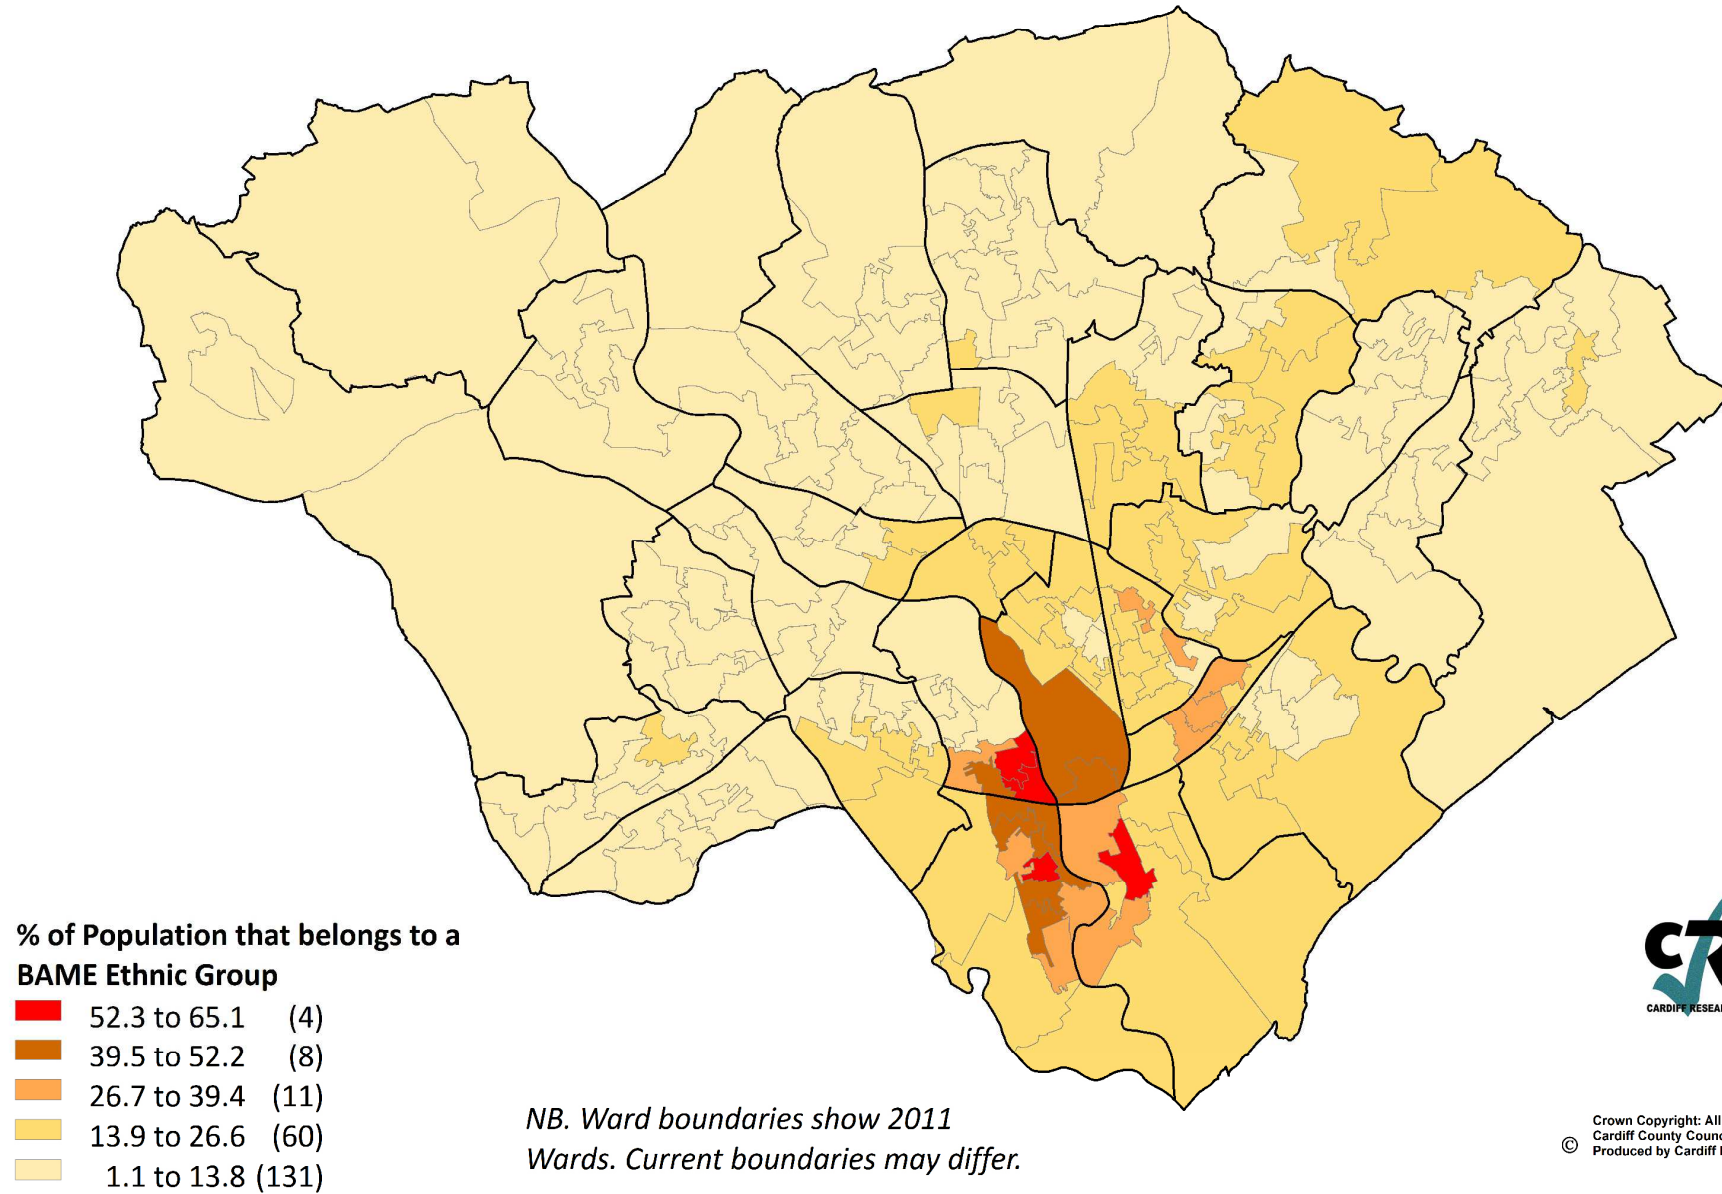 % of Population that belongs to a
BAME Ethnic Group
52.3 to 65.1 (4)
39.5 to 52.2 (8)
26.7 to 39.4 (11)
13.9 to 26.6 (60)
1.1 to 13.8 (131)
NB. Ward boundaries show 2011
Wards. Current boundaries may differ.
CARDIFF RESEA
© Crown Copyright: All
Cardiff County Counc
Produced by Cardiff